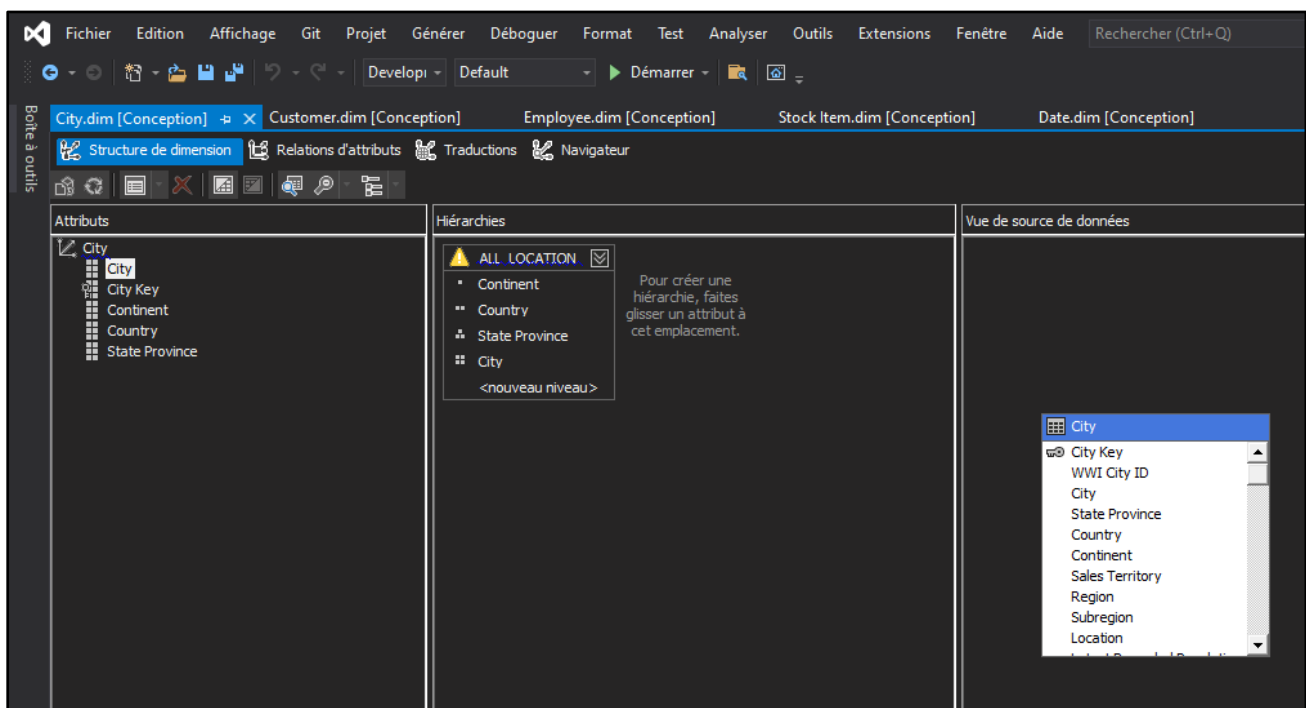 Fichier Edition Affichage Git Projet Générer Déboguer Format Test Analyser Outils Extensions Fenêtre Aide Rechercher (Ctrl+Q)
Develop Default Démarrer
Boîte à outils
City.dim [Conception] Customer.dim [Conception] Employee.dim [Conception] Stock Item.dim [Conception] Date.dim [Conception]
Structure de dimension Relations d'attributs Traductions Navigateur
Attributs
City
City
City Key
Continent
Country
State Province
Hiérarchies
ALL_LOCATION
Continent
Country
State Province
City
<nouveau niveau>
Pour créer une
hiérarchie, faites
glisser un attribut à
cet emplacement.
Vue de source de données
City
City Key
WWI City ID
City
State Province
Country
Continent
Sales Territory
Region
Subregion
Location